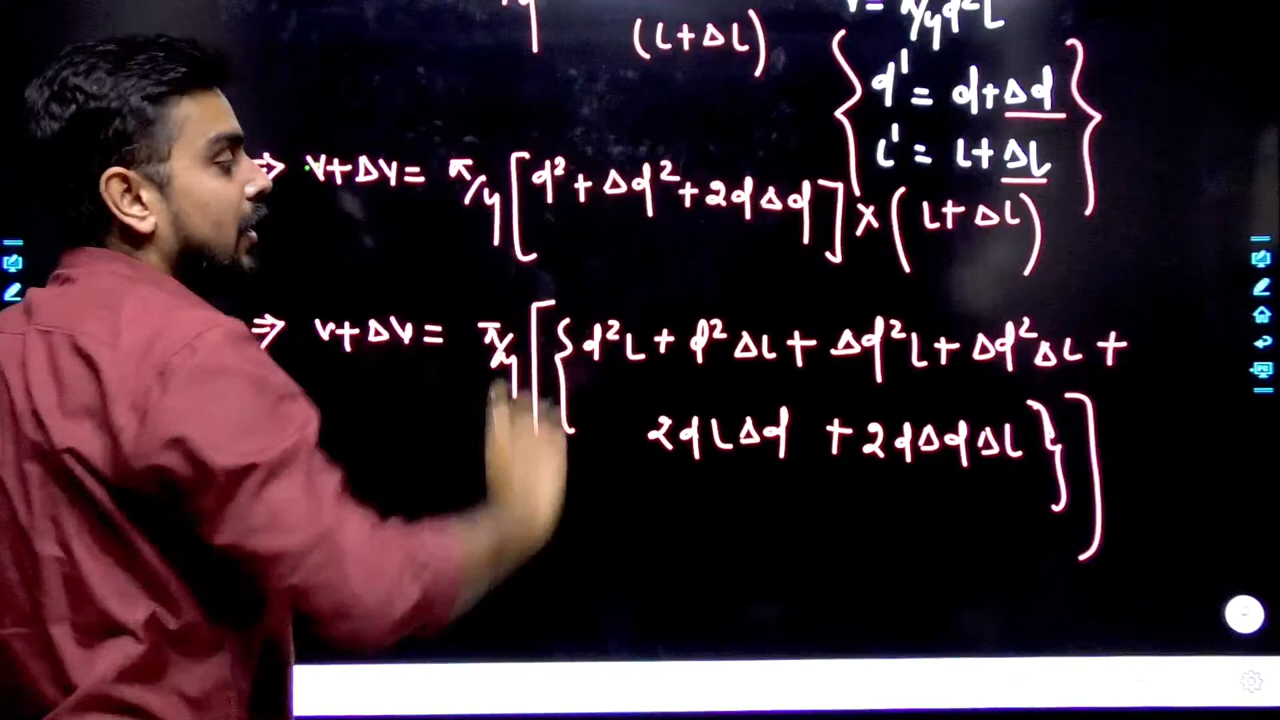 V = π/4 d²L
(L+ΔL)
d' = d+Δd
L' = L+ΔL
⇒ V+ΔV = π/4 [d² + Δd² + 2dΔd] × (L+ΔL)
⇒ V+ΔV = π/4 [{d²L + d²ΔL + Δd²L + Δd²ΔL +
2dLΔd + 2dΔdΔL}]